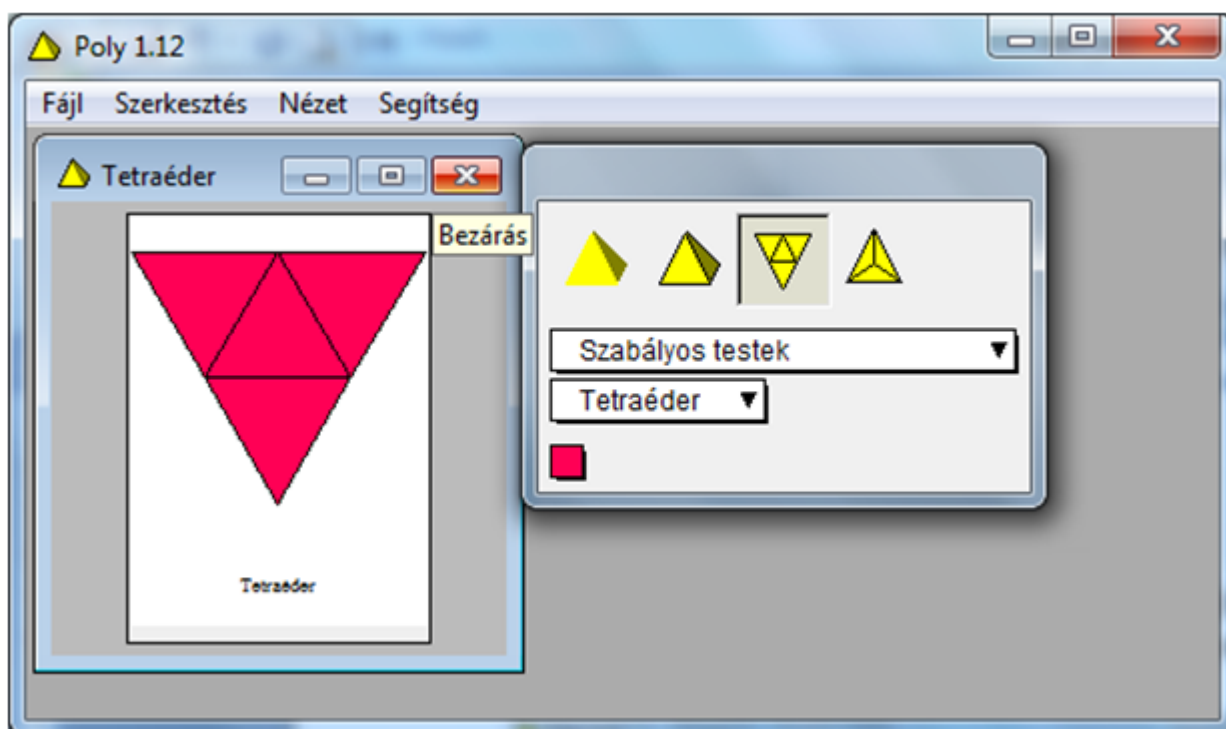 Poly 1.12
Fájl Szerkesztés Nézet Segítség
Tetraéder
Bezárás
Szabályos testek
Tetraéder
Tetraéder